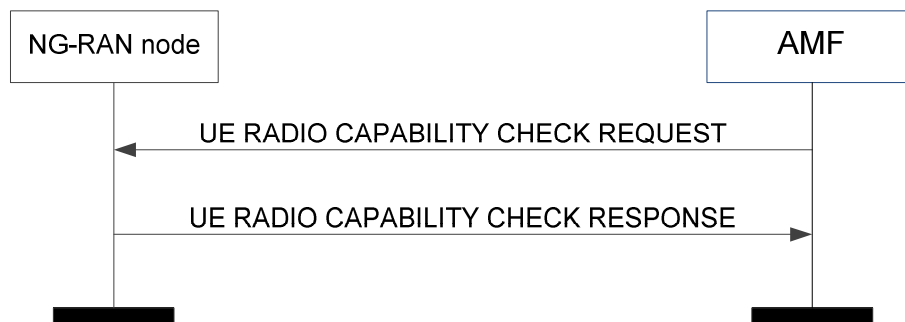 NG-RAN node
AMF
UE RADIO CAPABILITY CHECK REQUEST
UE RADIO CAPABILITY CHECK RESPONSE